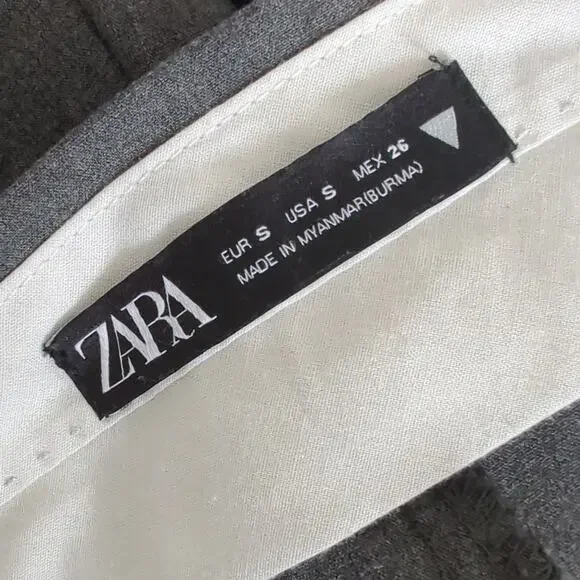 ZARA
EUR S USA S MEX 26
MADE IN MYANMAR(BURMA)